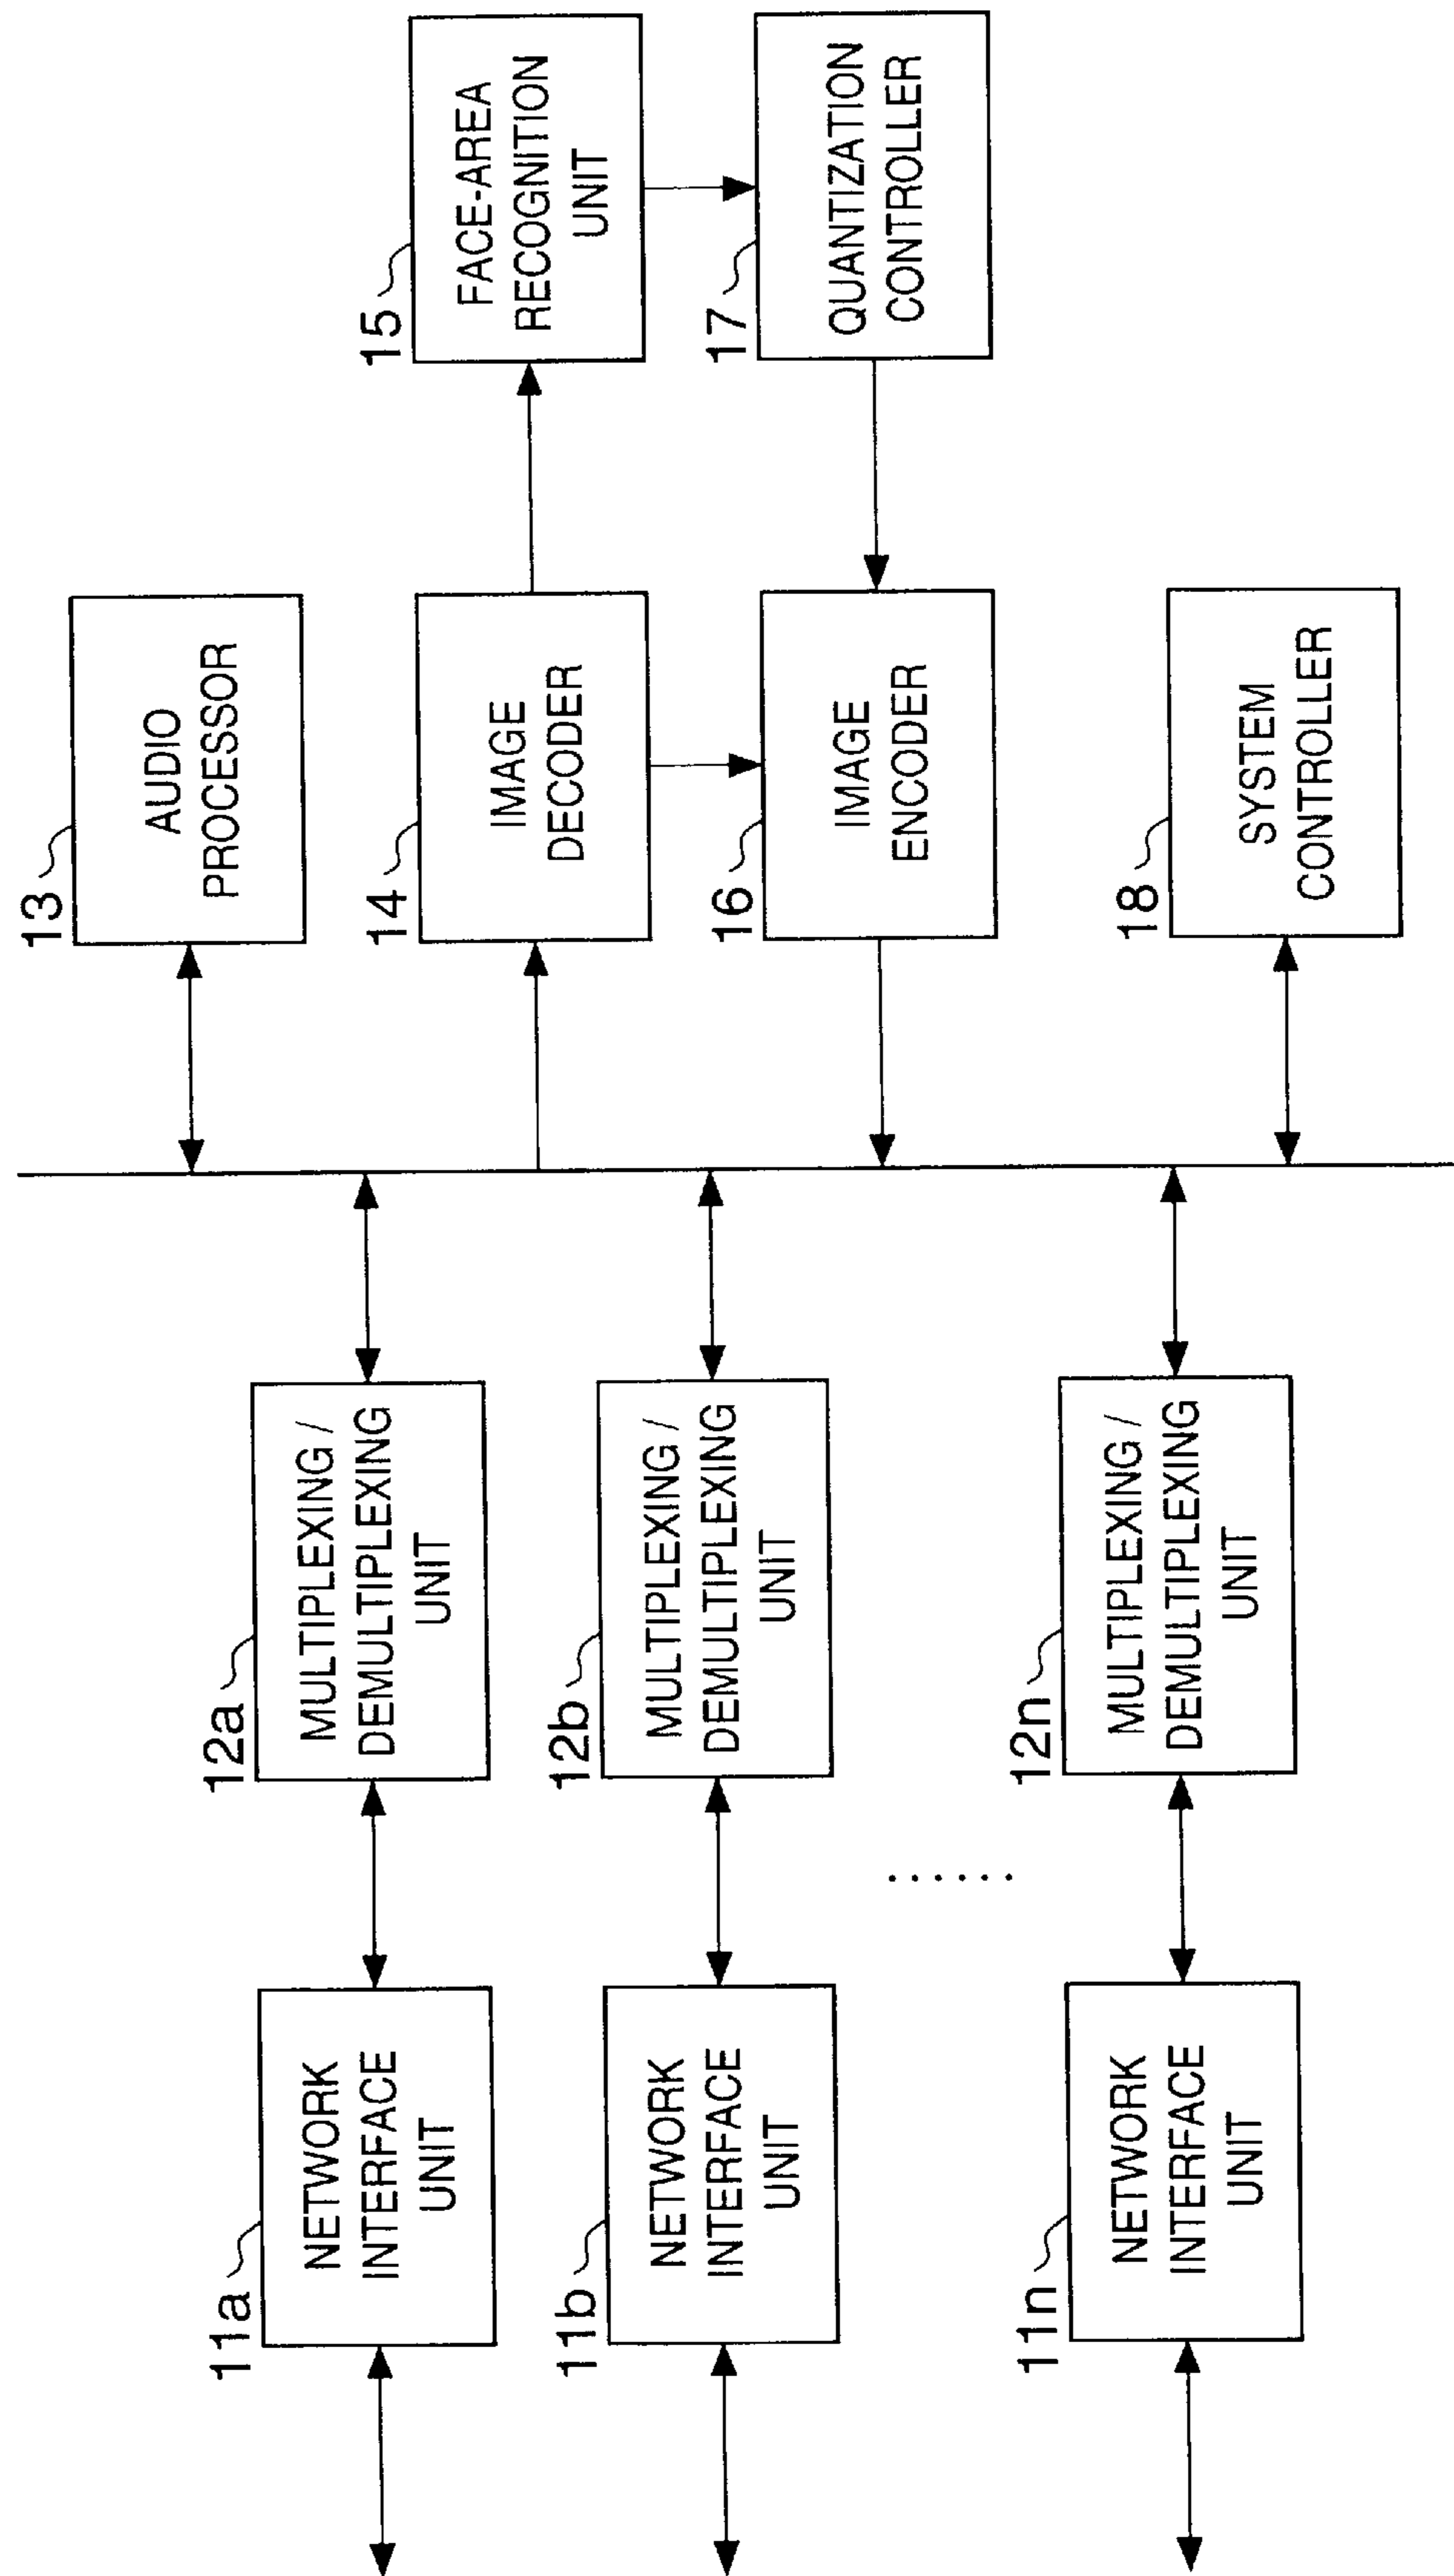 11a
NETWORK
INTERFACE
UNIT
12a
MULTIPLEXING /
DEMULTIPLEXING
UNIT
11b
NETWORK
INTERFACE
UNIT
12b
MULTIPLEXING /
DEMULTIPLEXING
UNIT
......
11n
NETWORK
INTERFACE
UNIT
12n
MULTIPLEXING /
DEMULTIPLEXING
UNIT
13
AUDIO
PROCESSOR
14
IMAGE
DECODER
15
FACE-AREA
RECOGNITION
UNIT
16
IMAGE
ENCODER
17
QUANTIZATION
CONTROLLER
18
SYSTEM
CONTROLLER